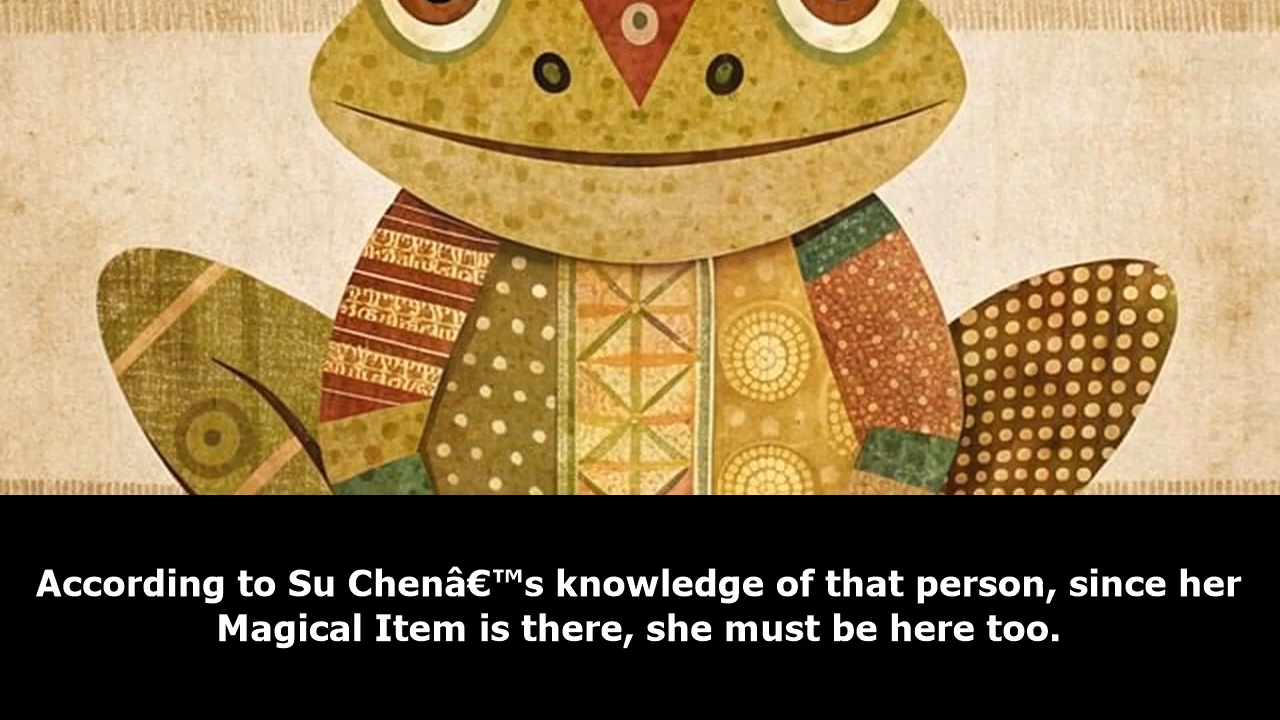 According to Su Chenâ€™s knowledge of that person, since her
Magical Item is there, she must be here too.